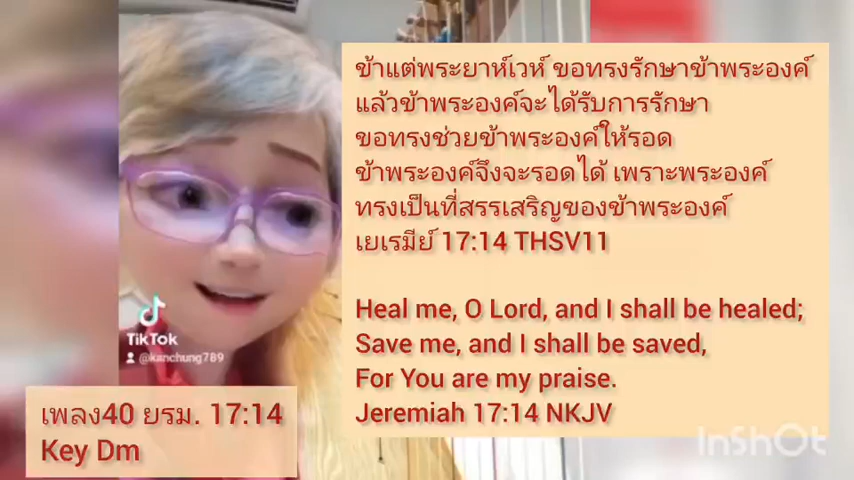 ข้าแต่พระยาห์เวห์ ขอทรงรักษาข้าพระองค์
แล้วข้าพระองค์จะได้รับการรักษา
ขอทรงช่วยข้าพระองค์ให้รอด
ข้าพระองค์จึงจะรอดได้ เพราะพระองค์
ทรงเป็นที่สรรเสริญของข้าพระองค์
เยเรมีย์ 17:14 THSV11
Heal me, O Lord, and I shall be healed;
Save me, and I shall be saved,
For You are my praise.
Jeremiah 17:14 NKJV
TikTok
@kanchung789
เพลง40 ยรม. 17:14
Key Dm
InShOt